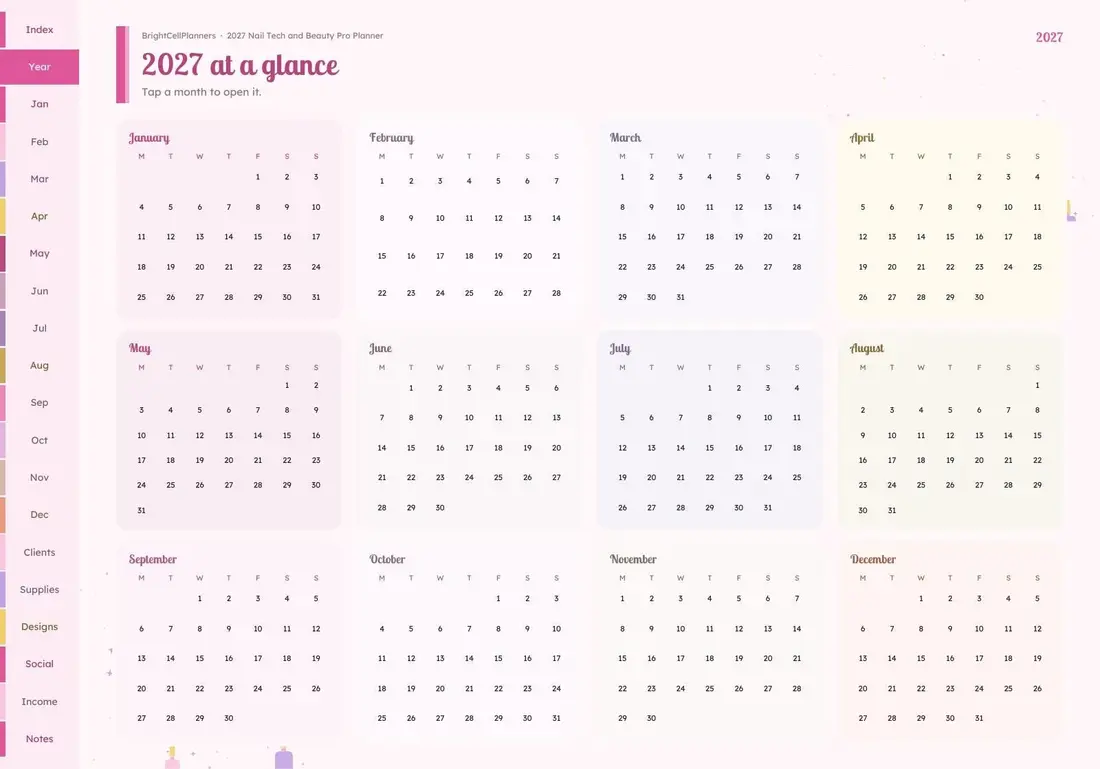 Index
Year
Jan
Feb
Mar
Apr
May
Jun
Jul
Aug
Sep
Oct
Nov
Dec
Clients
Supplies
Designs
Social
Income
Notes
BrightCellPlanners - 2027 Nail Tech and Beauty Pro Planner
2027
2027 at a glance
Tap a month to open it.
January
M T W T F S S
1 2 3
4 5 6 7 8 9 10
11 12 13 14 15 16 17
18 19 20 21 22 23 24
25 26 27 28 29 30 31
February
M T W T F S S
1 2 3 4 5 6 7
8 9 10 11 12 13 14
15 16 17 18 19 20 21
22 23 24 25 26 27 28
March
M T W T F S S
1 2 3 4 5 6 7
8 9 10 11 12 13 14
15 16 17 18 19 20 21
22 23 24 25 26 27 28
29 30 31
April
M T W T F S S
1 2 3 4
5 6 7 8 9 10 11
12 13 14 15 16 17 18
19 20 21 22 23 24 25
26 27 28 29 30
May
M T W T F S S
1 2
3 4 5 6 7 8 9
10 11 12 13 14 15 16
17 18 19 20 21 22 23
24 25 26 27 28 29 30
31
June
M T W T F S S
1 2 3 4 5 6
7 8 9 10 11 12 13
14 15 16 17 18 19 20
21 22 23 24 25 26 27
28 29 30
July
M T W T F S S
1 2 3 4
5 6 7 8 9 10 11
12 13 14 15 16 17 18
19 20 21 22 23 24 25
26 27 28 29 30 31
August
M T W T F S S
1
2 3 4 5 6 7 8
9 10 11 12 13 14 15
16 17 18 19 20 21 22
23 24 25 26 27 28 29
30 31
September
M T W T F S S
1 2 3 4 5
6 7 8 9 10 11 12
13 14 15 16 17 18 19
20 21 22 23 24 25 26
27 28 29 30
October
M T W T F S S
1 2 3
4 5 6 7 8 9 10
11 12 13 14 15 16 17
18 19 20 21 22 23 24
25 26 27 28 29 30 31
November
M T W T F S S
1 2 3 4 5 6 7
8 9 10 11 12 13 14
15 16 17 18 19 20 21
22 23 24 25 26 27 28
29 30
December
M T W T F S S
1 2 3 4 5
6 7 8 9 10 11 12
13 14 15 16 17 18 19
20 21 22 23 24 25 26
27 28 29 30 31